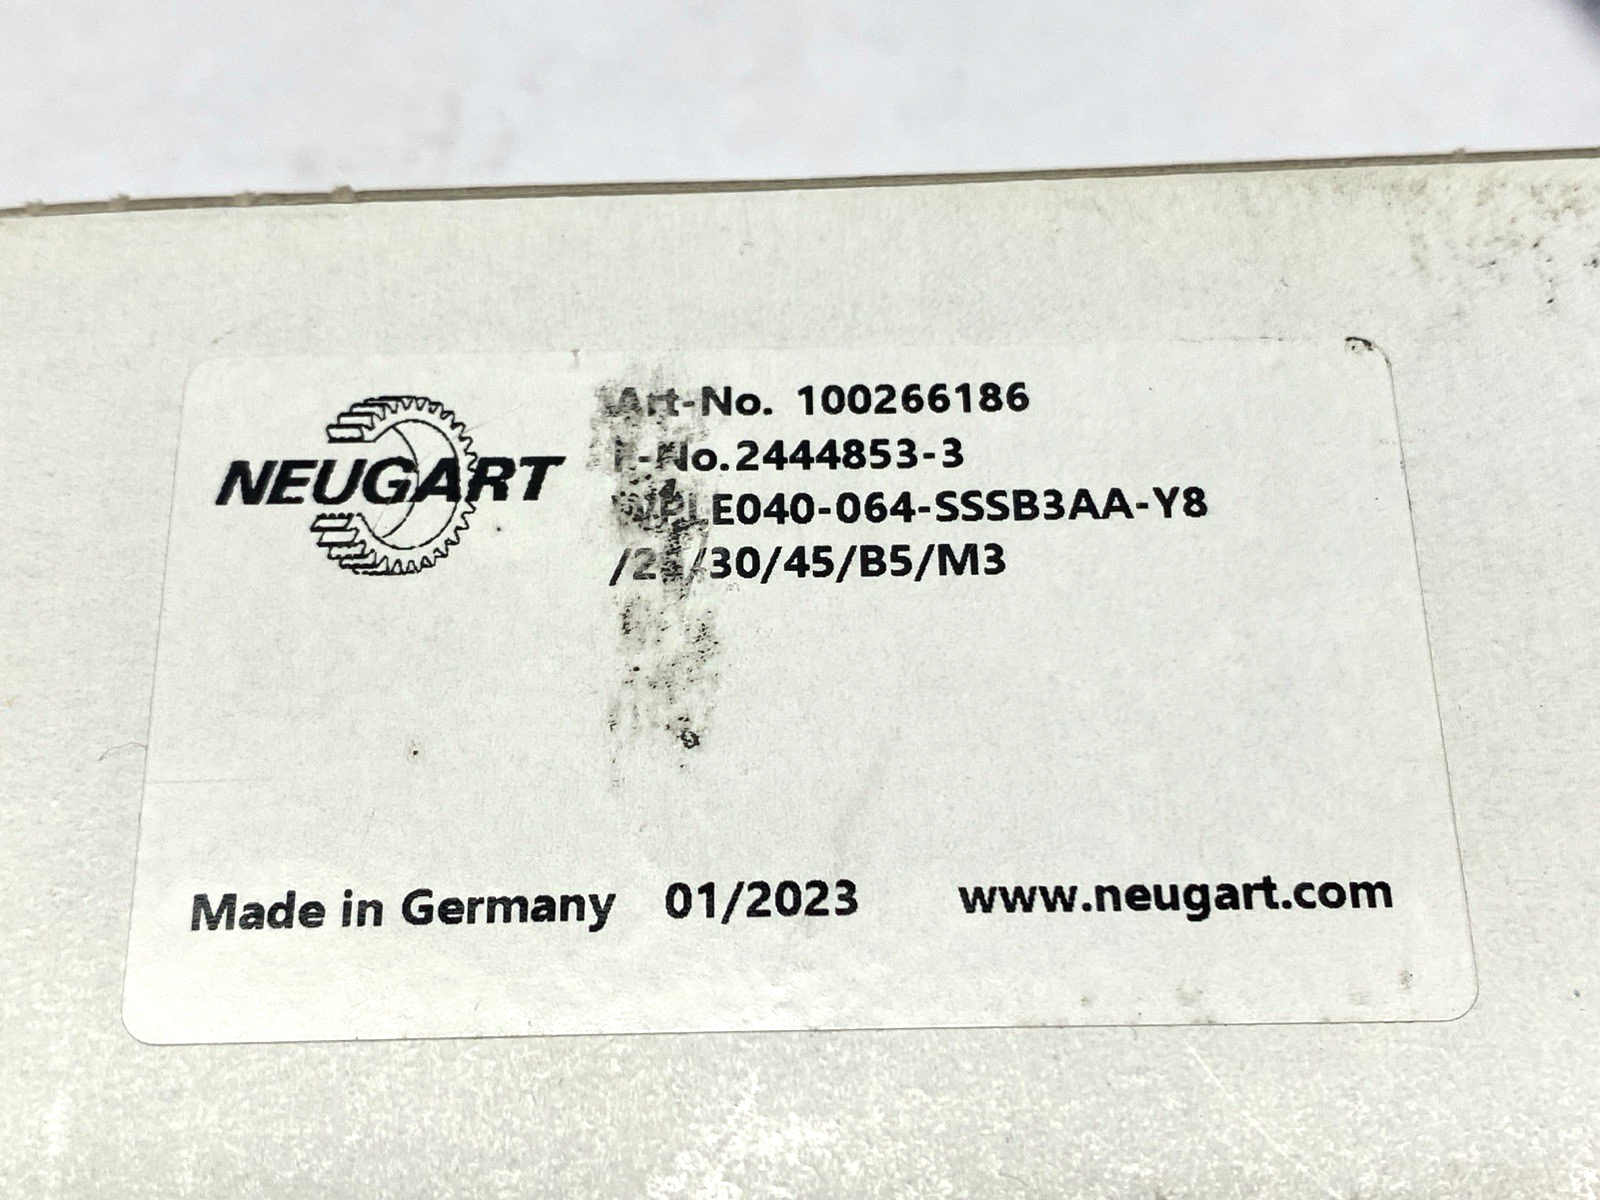 NEUGART
Art-No. 100266186
F-No.2444853-3
WPLE040-064-SSSB3AA-Y8
/30/45/B5/M3
Made in Germany 01/2023 www.neugart.com